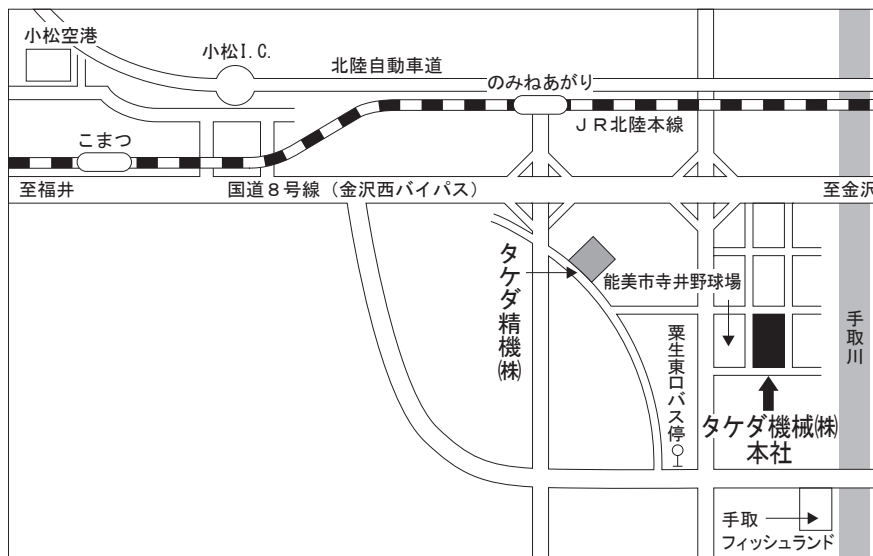 小松空港
小松I.C.
北陸自動車道
のみねあがり
JR北陸本線
こまつ
至福井
国道8号線(金沢西バイパス)
至金沢
タケダ精機㈱
能美市寺井野球場
手取川
粟生東口バス停
タケダ機械㈱
本社
手取
フィッシュランド